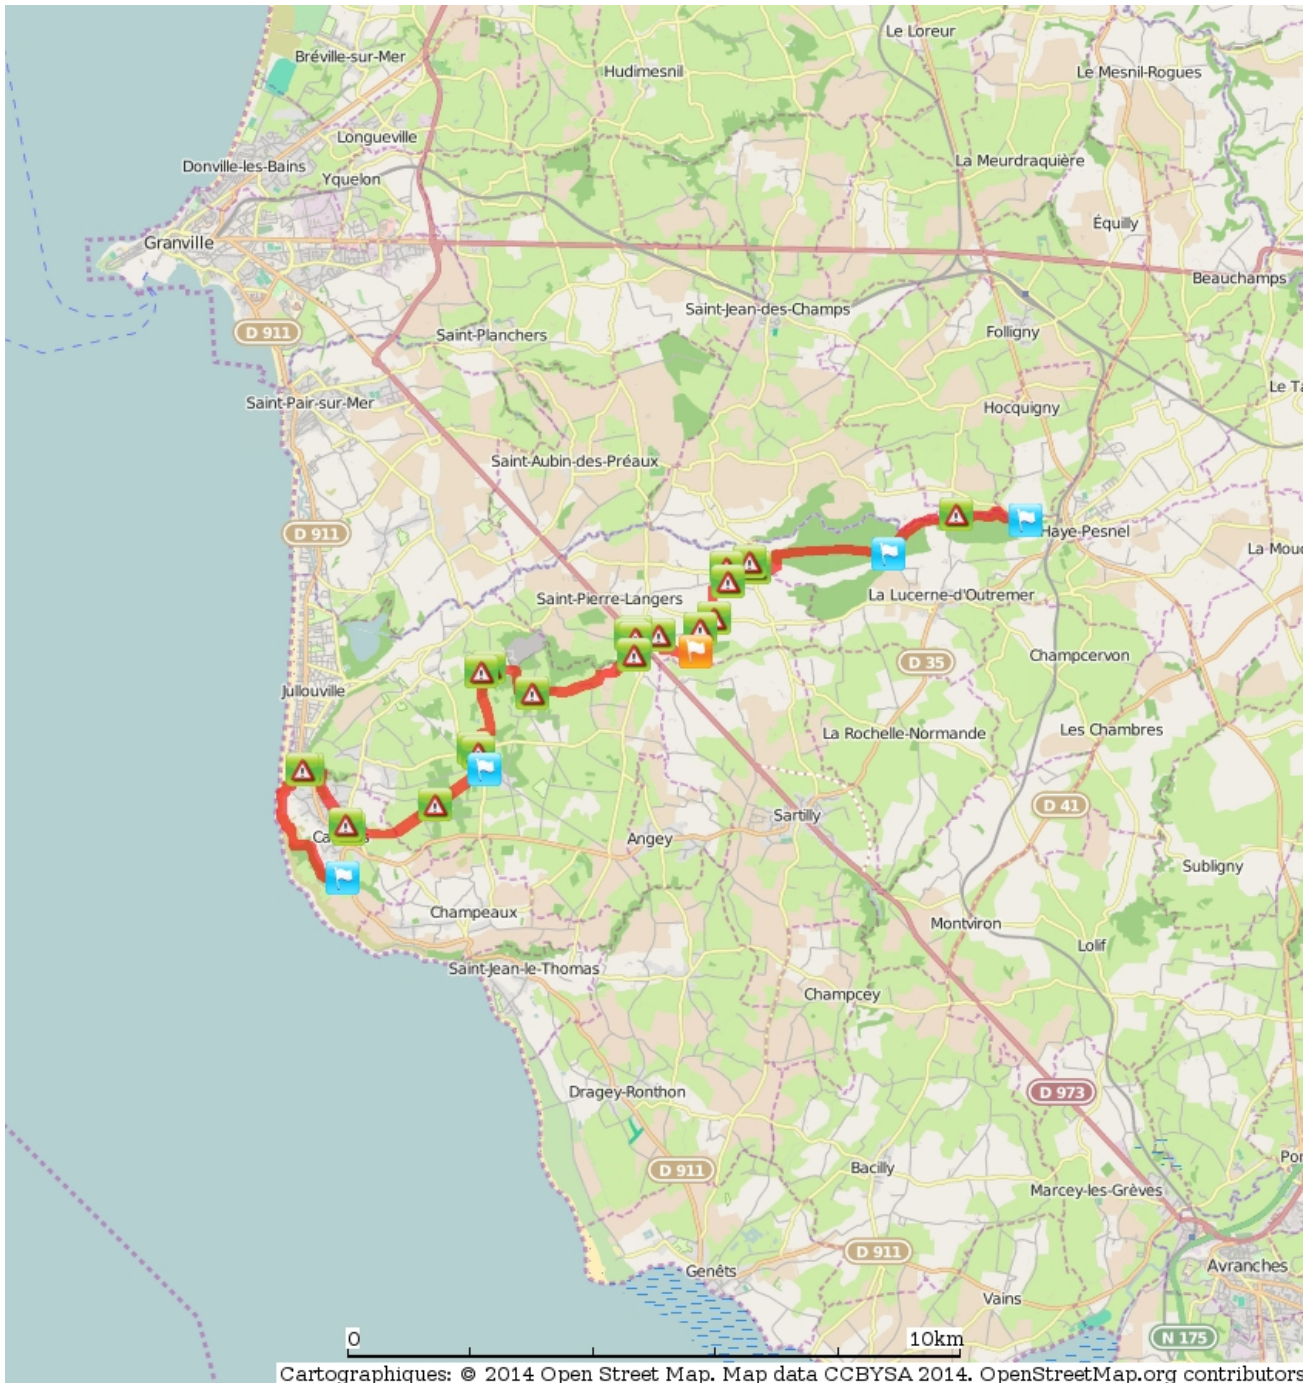 Le Loreur
Bréville-sur-Mer
Hudimesnil
Le Mesnil-Rogues
Longueville
Donville-les-Bains
La Meurdraquière
Yquelon
Équilly
Granville
Beauchamps
Saint-Jean-des-Champs
D 911
Saint-Planchers
Folligny
Saint-Pair-sur-Mer
Hocquigny
Saint-Aubin-des-Préaux
D 911
Haye-Pesnel
Saint-Pierre-Langers
La Lucerne-d'Outremer
D 35
Champcervon
Jullouville
La Rochelle-Normande
Les Chambres
D 41
Sartilly
Angey
Subligny
Champeaux
Montviron
Lolif
Saint-Jean-le-Thomas
Champcey
Dragey-Ronthon
D 973
D 911
Bacilly
Marcey-les-Grèves
D 911
Genêts
Avranches
Vains
N 175
0 10km
Cartographiques: © 2014 Open Street Map. Map data CCBYSA 2014. OpenStreetMap.org contributors